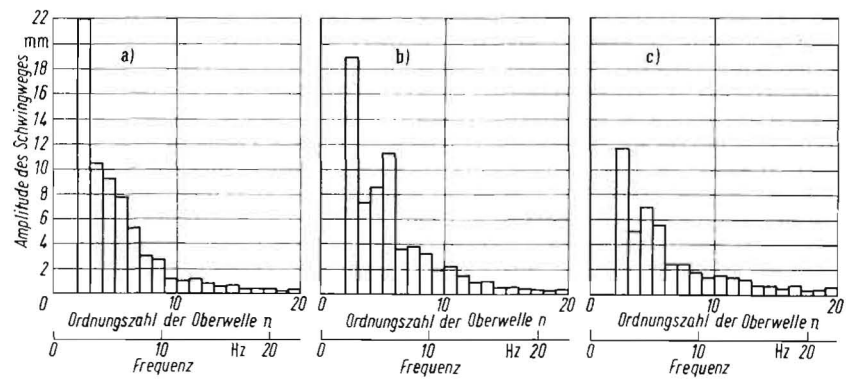 22
mm
18
16
14
12
10
8
6
4
2
0
Amplitude des Schwingweges
a)
10
20
Ordnungszahl der Oberwelle n
0
10
Hz
20
Frequenz
b)
0
10
20
Ordnungszahl der Oberwelle n
0
10
Hz
20
Frequenz
c)
0
10
20
Ordnungszahl der Oberwelle n
0
10
Hz
20
Frequenz